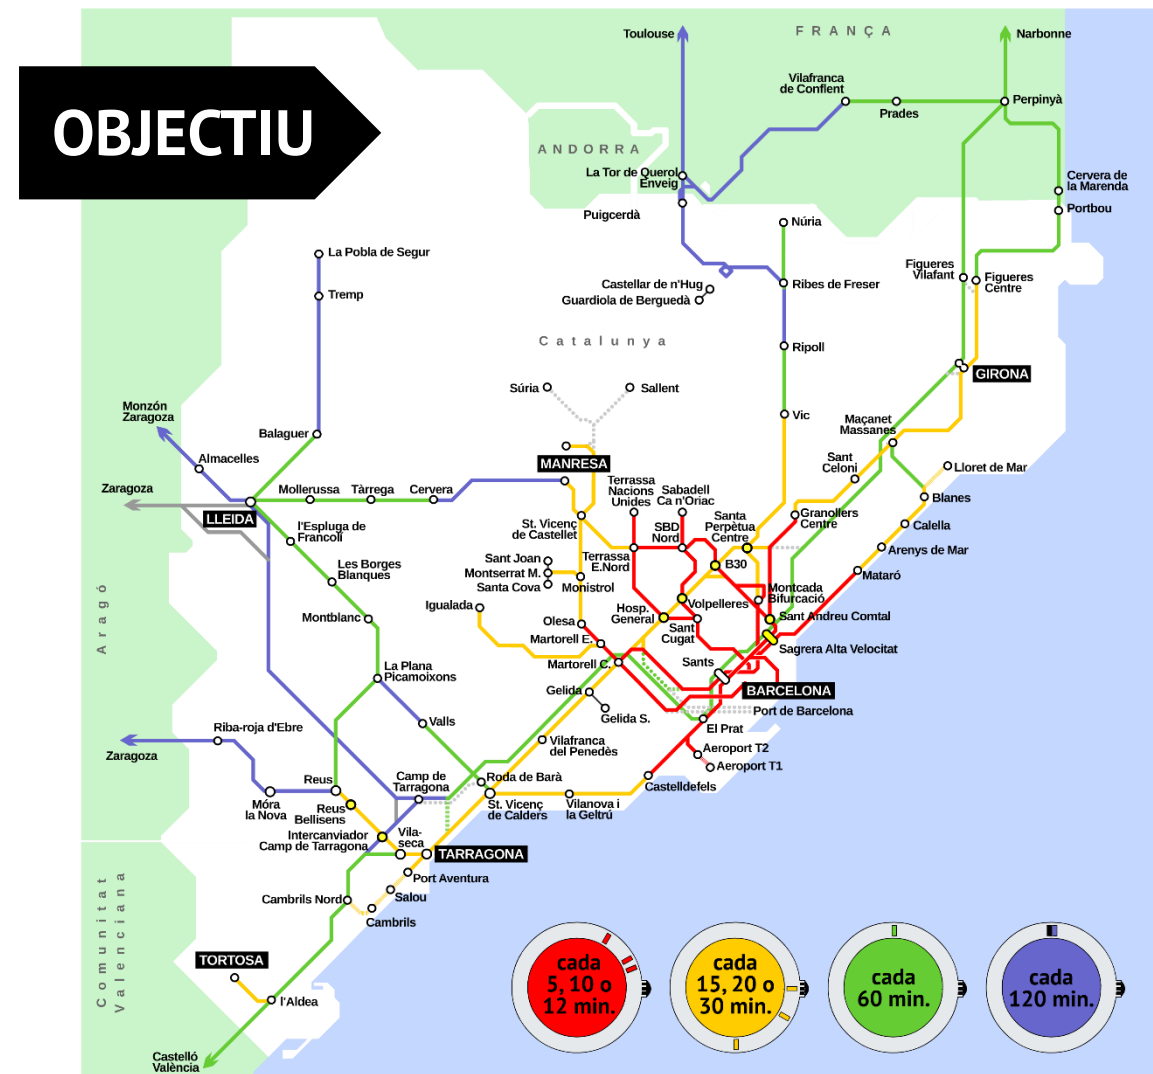 OBJECTIU
Toulouse
FRANÇA
Narbonne
Vilafranca
de Conflent
Prades
Perpinyà
ANDORRA
La Tor de Querol
Enveig
Puigcerdà
Cervera de
la Marenda
Portbou
Núria
La Pobla de Segur
Tremp
Figueres
Vilafant
Figueres
Centre
Castellar de n'Hug
Guardiola de Berguedà
Ribes de Freser
Catalunya
Ripoll
GIRONA
Súria
Sallent
Monzón
Zaragoza
Balaguer
Vic
Maçanet
Massanes
Almacelles
MANRESA
Sant
Celoni
Lloret de Mar
Zaragoza
LLEIDA
Mollerussa
Tàrrega
Cervera
Terrassa
Nacions
Unides
Sabadell
Ca n'Oriac
Blanes
St. Vicenç
de Castellet
SBD
Nord
Santa
Perpètua
Centre
Granollers
Centre
Calella
l'Espluga de
Francolí
Les Borges
Blanques
Sant Joan
Montserrat M.
Santa Cova
Monistrol
Terrassa
E.Nord
B30
Arenys de Mar
Mataró
Montcada
Bifurcació
Igualada
Montblanc
Hosp.
General
Volpelleres
Sant
Cugat
Sant Andreu Comtal
Olesa
Martorell E.
Martorell C.
Sants
Sagrera Alta Velocitat
Aragó
La Plana
Picamoixons
Gelida
Gelida S.
BARCELONA
Port de Barcelona
Valls
Riba-roja d'Ebre
Zaragoza
El Prat
Vilafranca
del Penedès
Aeroport T2
Aeroport T1
Reus
Móra
la Nova
Reus
Bellisens
Camp de
Tarragona
Roda de Barà
St. Vicenç
de Calders
Vilanova i
la Geltrú
Castelldefels
Intercanviador
Camp de Tarragona
Vila-
seca
TARRAGONA
Port Aventura
Salou
Cambrils Nord
Cambrils
Comunitat
Valenciana
TORTOSA
l'Aldea
Castelló
València
cada
5, 10 o
12 min.
cada
15, 20 o
30 min.
cada
60 min.
cada
120 min.